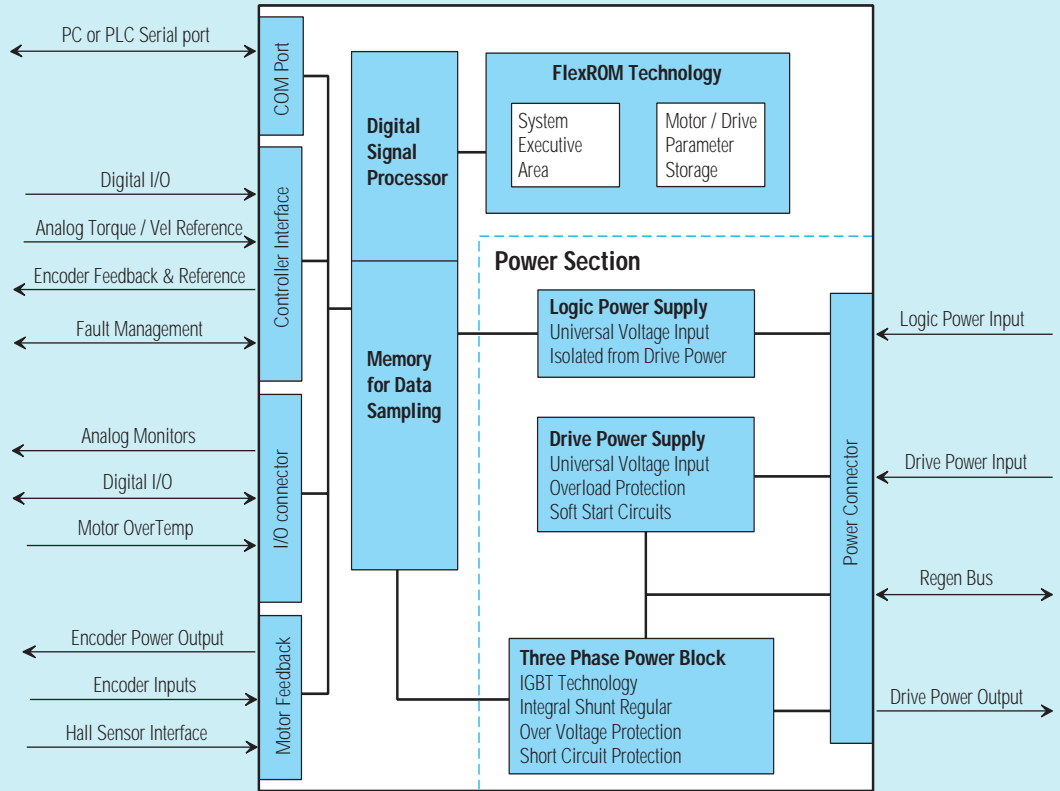 PC or PLC Serial port
COM Port
Digital I/O
Analog Torque / Vel Reference
Encoder Feedback & Reference
Fault Management
Controller Interface
Analog Monitors
Digital I/O
Motor OverTemp
I/O connector
Encoder Power Output
Encoder Inputs
Hall Sensor Interface
Motor Feedback
Digital
Signal
Processor
Memory
for Data
Sampling
FlexROM Technology
System
Executive
Area
Motor / Drive
Parameter
Storage
Power Section
Logic Power Supply
Universal Voltage Input
Isolated from Drive Power
Drive Power Supply
Universal Voltage Input
Overload Protection
Soft Start Circuits
Three Phase Power Block
IGBT Technology
Integral Shunt Regular
Over Voltage Protection
Short Circuit Protection
Power Connector
Logic Power Input
Drive Power Input
Regen Bus
Drive Power Output